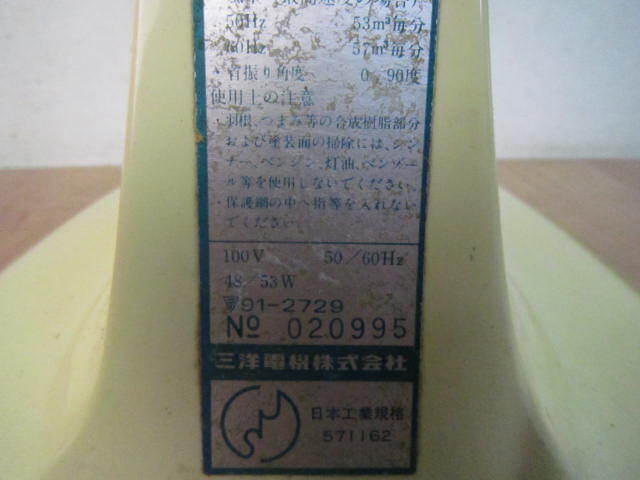 50Hz 53m³毎分
60Hz 57m³毎分
・首振り角度 0 90度
使用上の注意
・羽根、つまみ等の合成樹脂部分
および塗装面の掃除には、シン
ナー、ベンジン、灯油、ベンゾー
ル等を使用しないでください。
・保護網の中へ指等を入れない
でください。
100V 50/60Hz
48/53W
91-2729
№ 020995
三洋電機株式会社
日本工業規格
571162